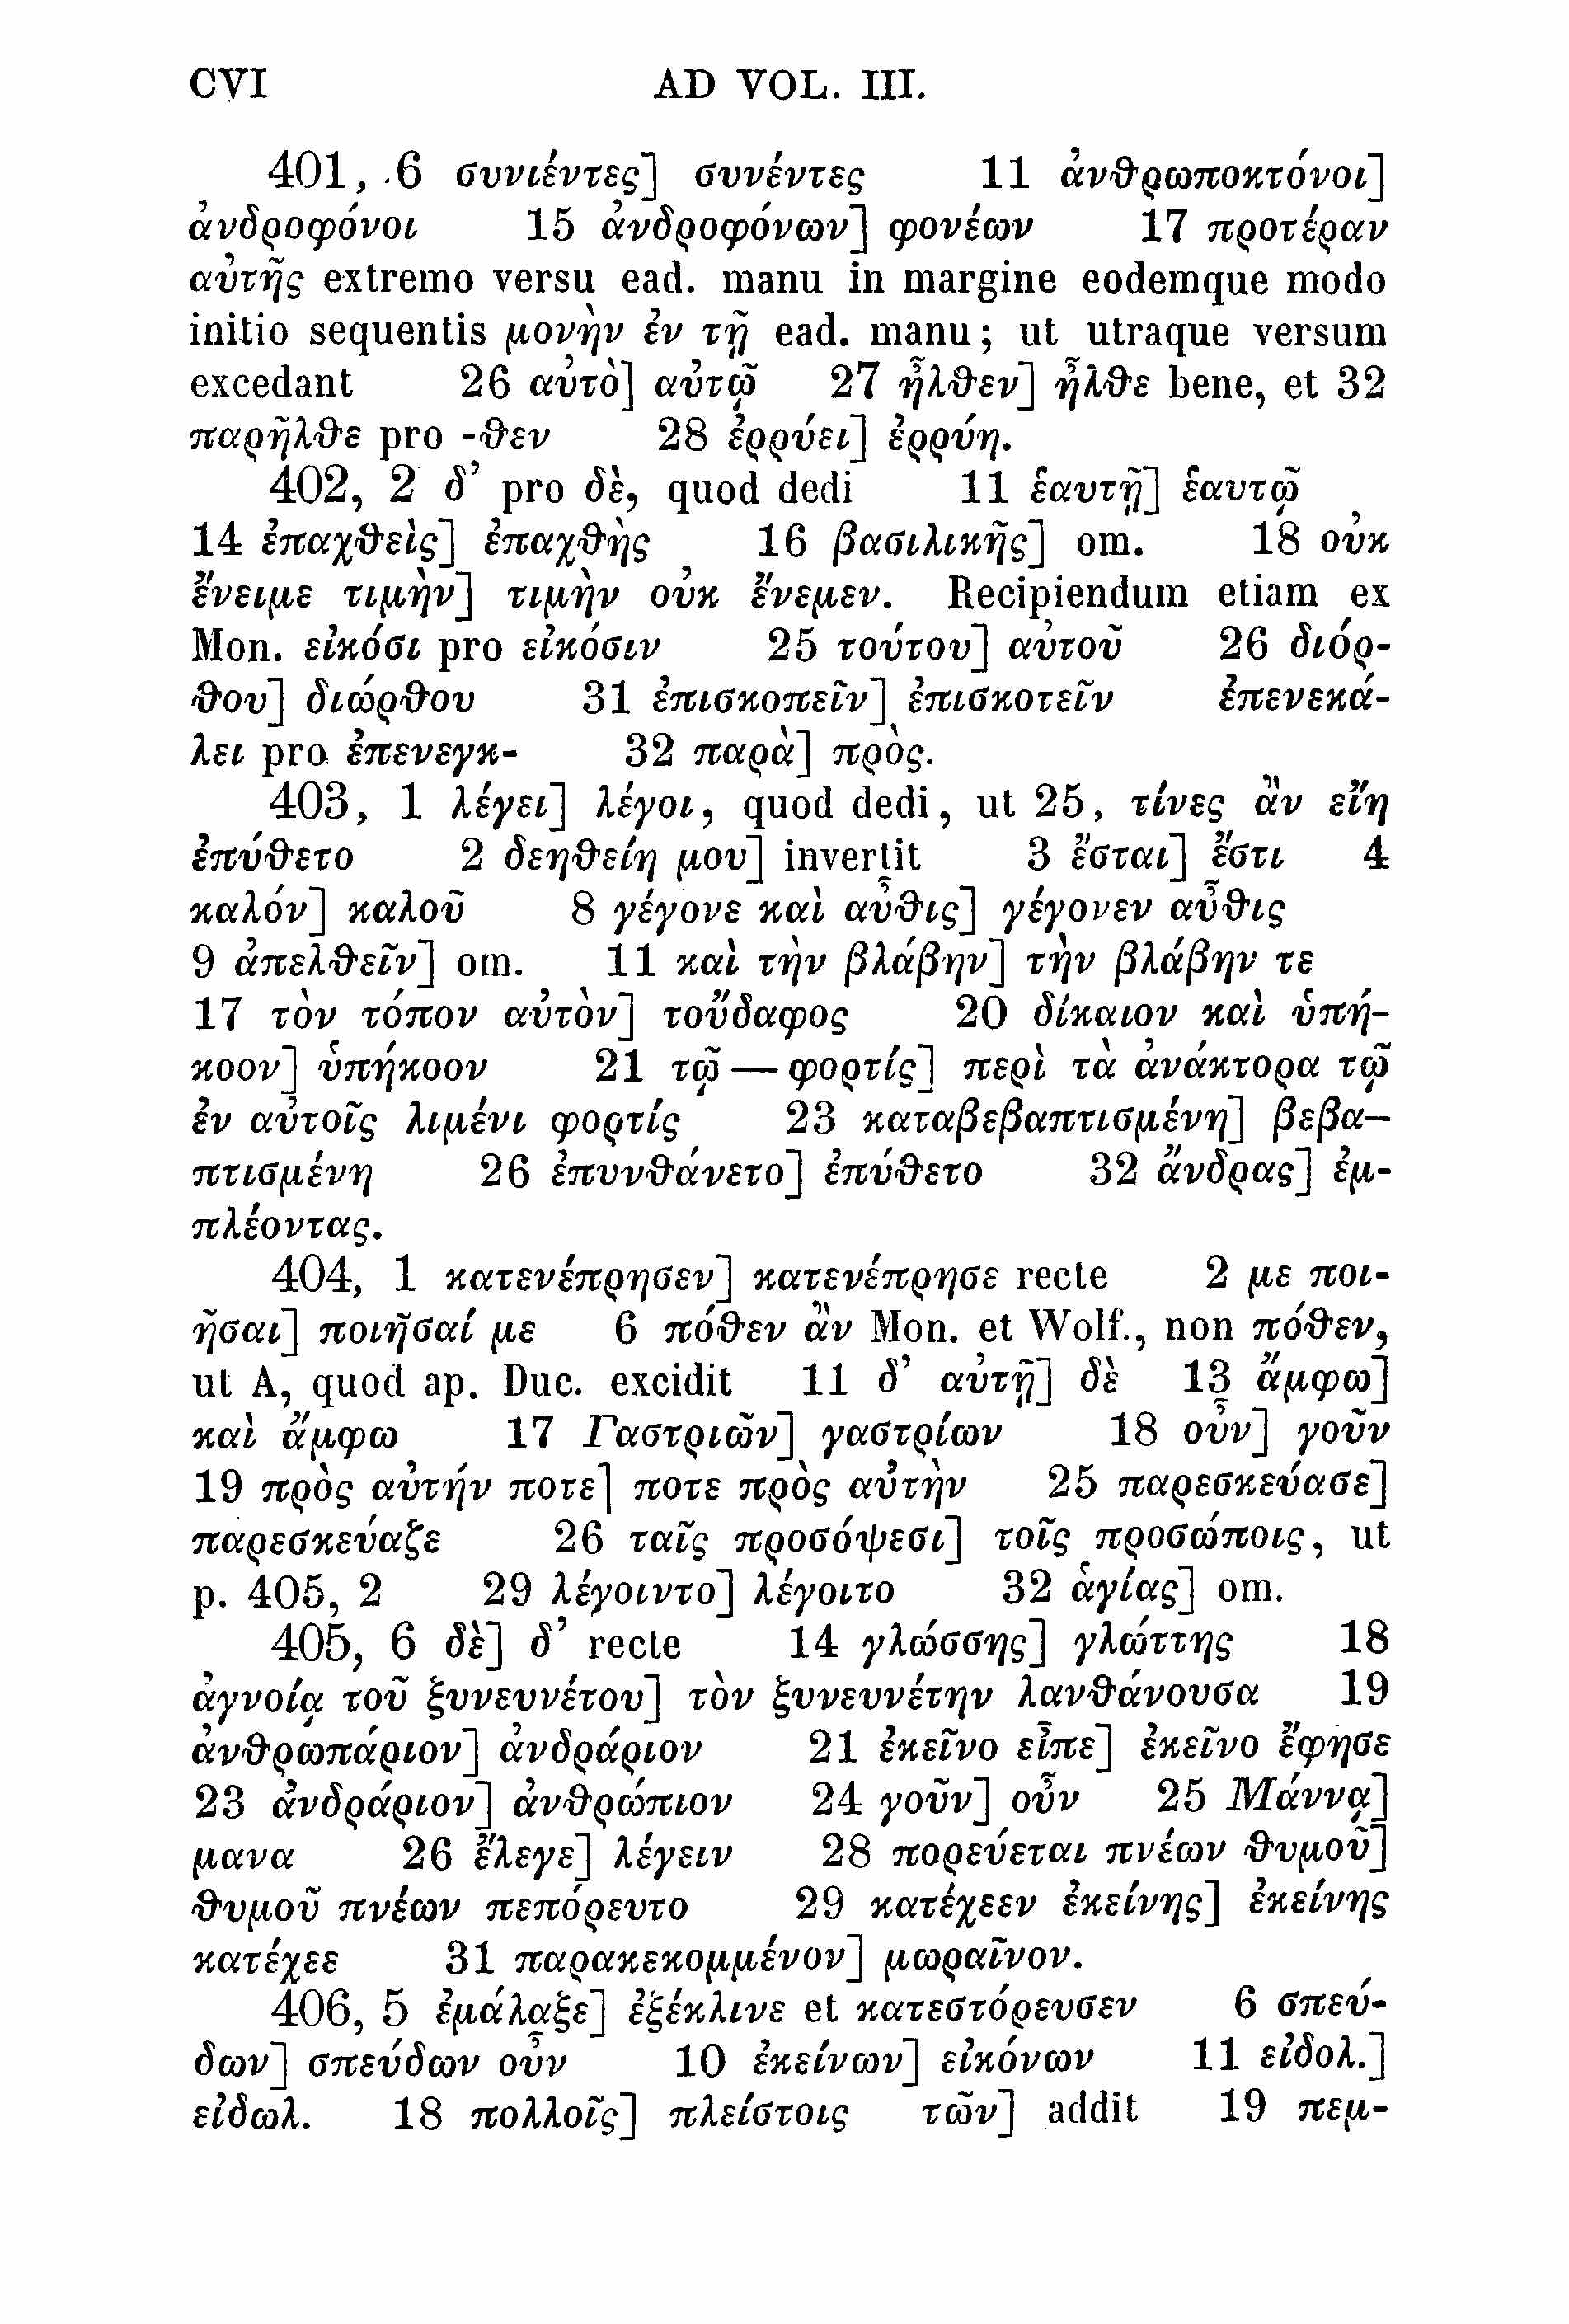 CVI AD VOL. III.
401, 6 συνιέντες] συνέντες 11 ἀνθρωποκτόνοι]
ἀνδροφόνοι 15 ἀνδροφόνων] φονέων 17 προτέραν
αὐτῆς extremo versu ead. manu in margine eodemque modo
initio sequentis μονὴν ἐν τῇ ead. manu; ut utraque versum
excedant 26 αὐτὸ] αὐτῷ 27 ἦλθεν] ἦλθε bene, et 32
παρῆλθε pro -θεν 28 ἐρρύει] ἐρρύη.
402, 2 δ’ pro δὲ, quod dedi 11 ἑαυτῇ] ἑαυτῷ
14 ἐπαχθεὶς] ἐπαχθὴς 16 βασιλικῆς] om. 18 οὐκ
ἔνειμε τιμὴν] τιμὴν οὐκ ἔνεμεν. Recipiendum etiam ex
Mon. εἰκόσι pro εἰκόσιν 25 τούτου] αὐτοῦ 26 διόρ-
θου] διώρθου 31 ἐπισκοπεῖν] ἐπισκοτεῖν ἐπενεκά-
λει pro ἐπενεγκ- 32 παρὰ] πρὸς.
403, 1 λέγει] λέγοι, quod dedi, ut 25, τίνες ἂν εἴη
ἐπύθετο 2 δεηθείη μου] invertit 3 ἔσται] ἔστι 4
καλόν] καλοῦ 8 γέγονε καὶ αὖθις] γέγονεν αὖθις
9 ἀπελθεῖν] om. 11 καὶ τὴν βλάβην] τὴν βλάβην τε
17 τὸν τόπον αὐτὸν] τοὔδαφος 20 δίκαιον καὶ ὑπή-
κοον] ὑπήκοον 21 τῷ — φορτίς] περὶ τὰ ἀνάκτορα τῷ
ἐν αὐτοῖς λιμένι φορτίς 23 καταβεβαπτισμένη] βεβα-
πτισμένη 26 ἐπυνθάνετο] ἐπύθετο 32 ἄνδρας] ἐμ-
πλέοντας.
404, 1 κατενέπρησεν] κατενέπρησε recte 2 με ποι-
ῆσαι] ποιῆσαί με 6 πόθεν ἂν Mon. et Wolf., non πόθεν,
ut A, quod ap. Duc. excidit 11 δ’ αὐτῇ] δὲ 13 ἄμφω]
καὶ ἄμφω 17 Γαστριῶν] γαστρίων 18 οὖν] γοῦν
19 πρὸς αὐτήν ποτε] ποτε πρὸς αὐτὴν 25 παρεσκεύασε]
παρεσκεύαζε 26 ταῖς προσόψεσι] τοῖς προσώποις, ut
p. 405, 2 29 λέγοιντο] λέγοιτο 32 ἁγίας] om.
405, 6 δὲ] δ’ recte 14 γλώσσης] γλώττης 18
ἀγνοίᾳ τοῦ ξυνευνέτου] τὸν ξυνευνέτην λανθάνουσα 19
ἀνθρωπάριον] ἀνδράριον 21 ἐκεῖνο εἶπε] ἐκεῖνο ἔφησε
23 ἀνδράριον] ἀνθρώπιον 24 γοῦν] οὖν 25 Μάννᾳ]
μανα 26 ἔλεγε] λέγειν 28 πορεύεται πνέων θυμοῦ]
θυμοῦ πνέων πεπόρευτο 29 κατέχεεν ἐκείνης] ἐκείνης
κατέχεε 31 παρακεκομμένον] μωραῖνον.
406, 5 ἐμάλαξε] ἐξέκλινε et κατεστόρευσεν 6 σπεύ-
δων] σπεύδων οὖν 10 ἐκείνων] εἰκόνων 11 εἰδολ.]
εἰδωλ. 18 πολλοῖς] πλείστοις τῶν] addit 19 πεμ-